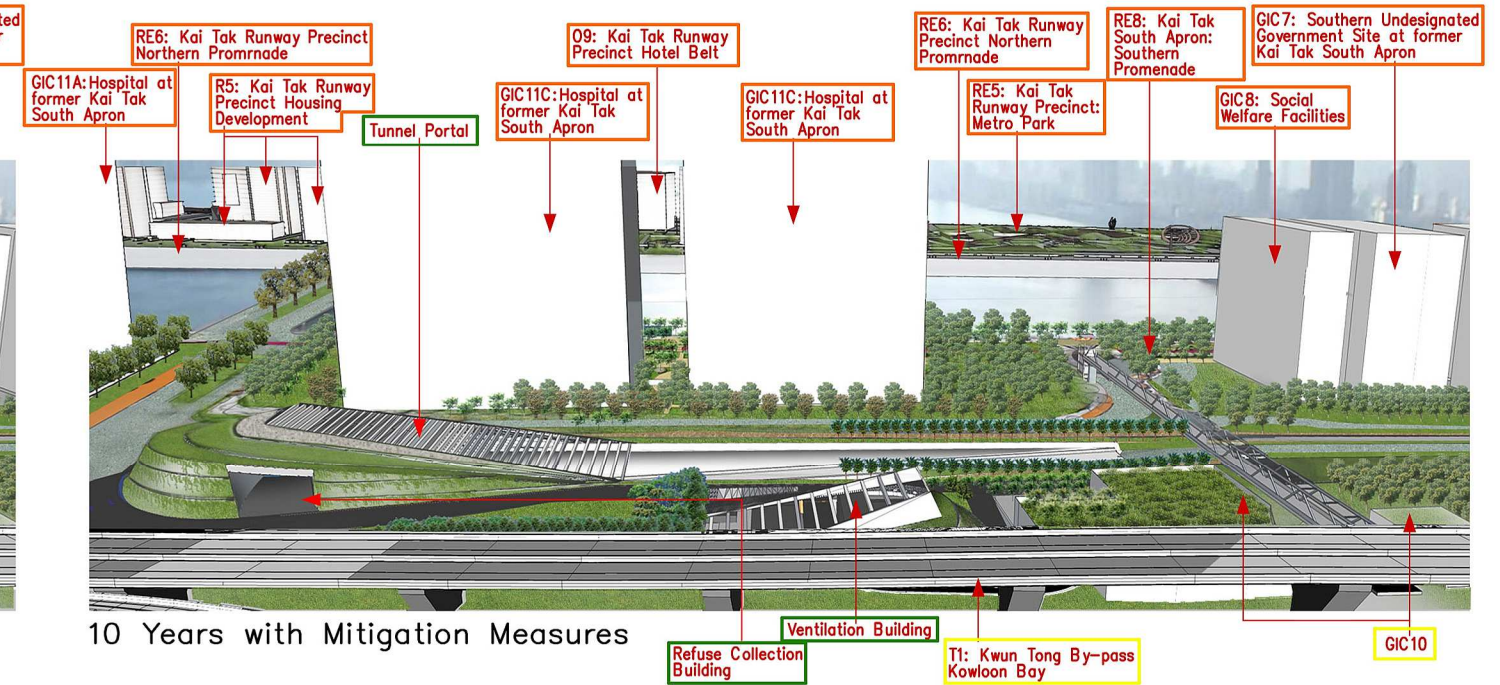 ted
r
RE6: Kai Tak Runway Precinct
Northern Promrnade
GIC11A:Hospital at
former Kai Tak
South Apron
R5: Kai Tak Runway
Precinct Housing
Development
Tunnel Portal
GIC11C:Hospital at
former Kai Tak
South Apron
O9: Kai Tak Runway
Precinct Hotel Belt
GIC11C:Hospital at
former Kai Tak
South Apron
RE6: Kai Tak Runway
Precinct Northern
Promrnade
RE5: Kai Tak
Runway Precinct:
Metro Park
RE8: Kai Tak
South Apron:
Southern
Promenade
GIC8: Social
Welfare Facilities
GIC7: Southern Undesignated
Government Site at former
Kai Tak South Apron
10 Years with Mitigation Measures
Refuse Collection
Building
Ventilation Building
T1: Kwun Tong By-pass
Kowloon Bay
GIC10